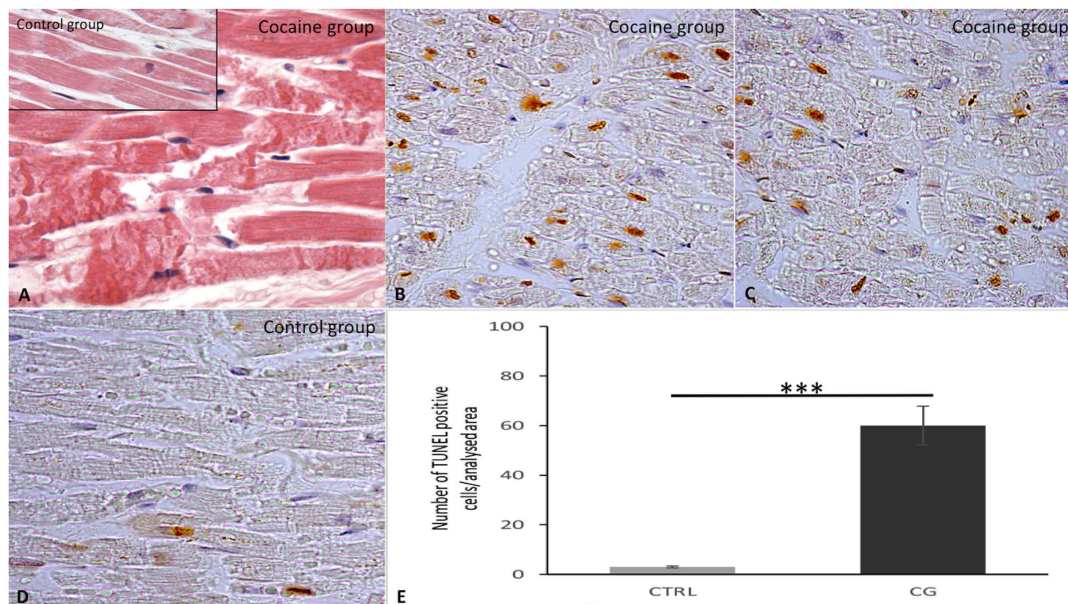 Control group
Cocaine group
A
Cocaine group
B
Cocaine group
C
Control group
D
Number of TUNEL positive
cells/analysed area
100
80
60
40
20
0
***
CTRL
CG
E